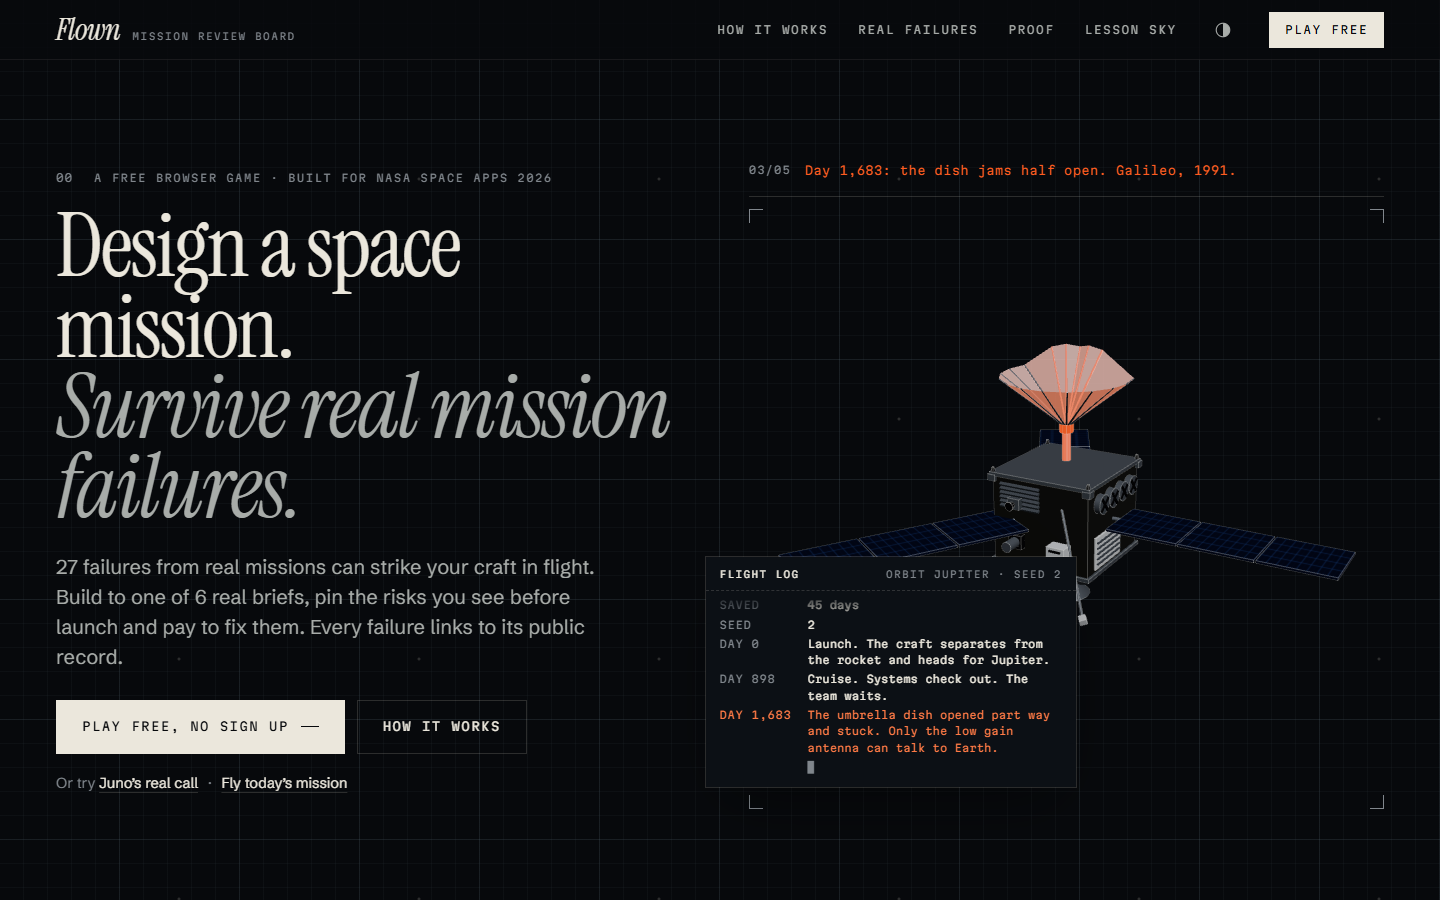 Flown MISSION REVIEW BOARD
HOW IT WORKS REAL FAILURES PROOF LESSON SKY PLAY FREE
00 A FREE BROWSER GAME · BUILT FOR NASA SPACE APPS 2026
Design a space
mission.
Survive real mission
failures.
27 failures from real missions can strike your craft in flight.
Build to one of 6 real briefs, pin the risks you see before
launch and pay to fix them. Every failure links to its public
record.
PLAY FREE, NO SIGN UP
HOW IT WORKS
Or try Juno’s real call · Fly today’s mission
03/05 Day 1,683: the dish jams half open. Galileo, 1991.
FLIGHT LOG ORBIT JUPITER · SEED 2
SAVED 45 days
SEED 2
DAY 0 Launch. The craft separates from
the rocket and heads for Jupiter.
DAY 898 Cruise. Systems check out. The
team waits.
DAY 1,683 The umbrella dish opened part way
and stuck. Only the low gain
antenna can talk to Earth.